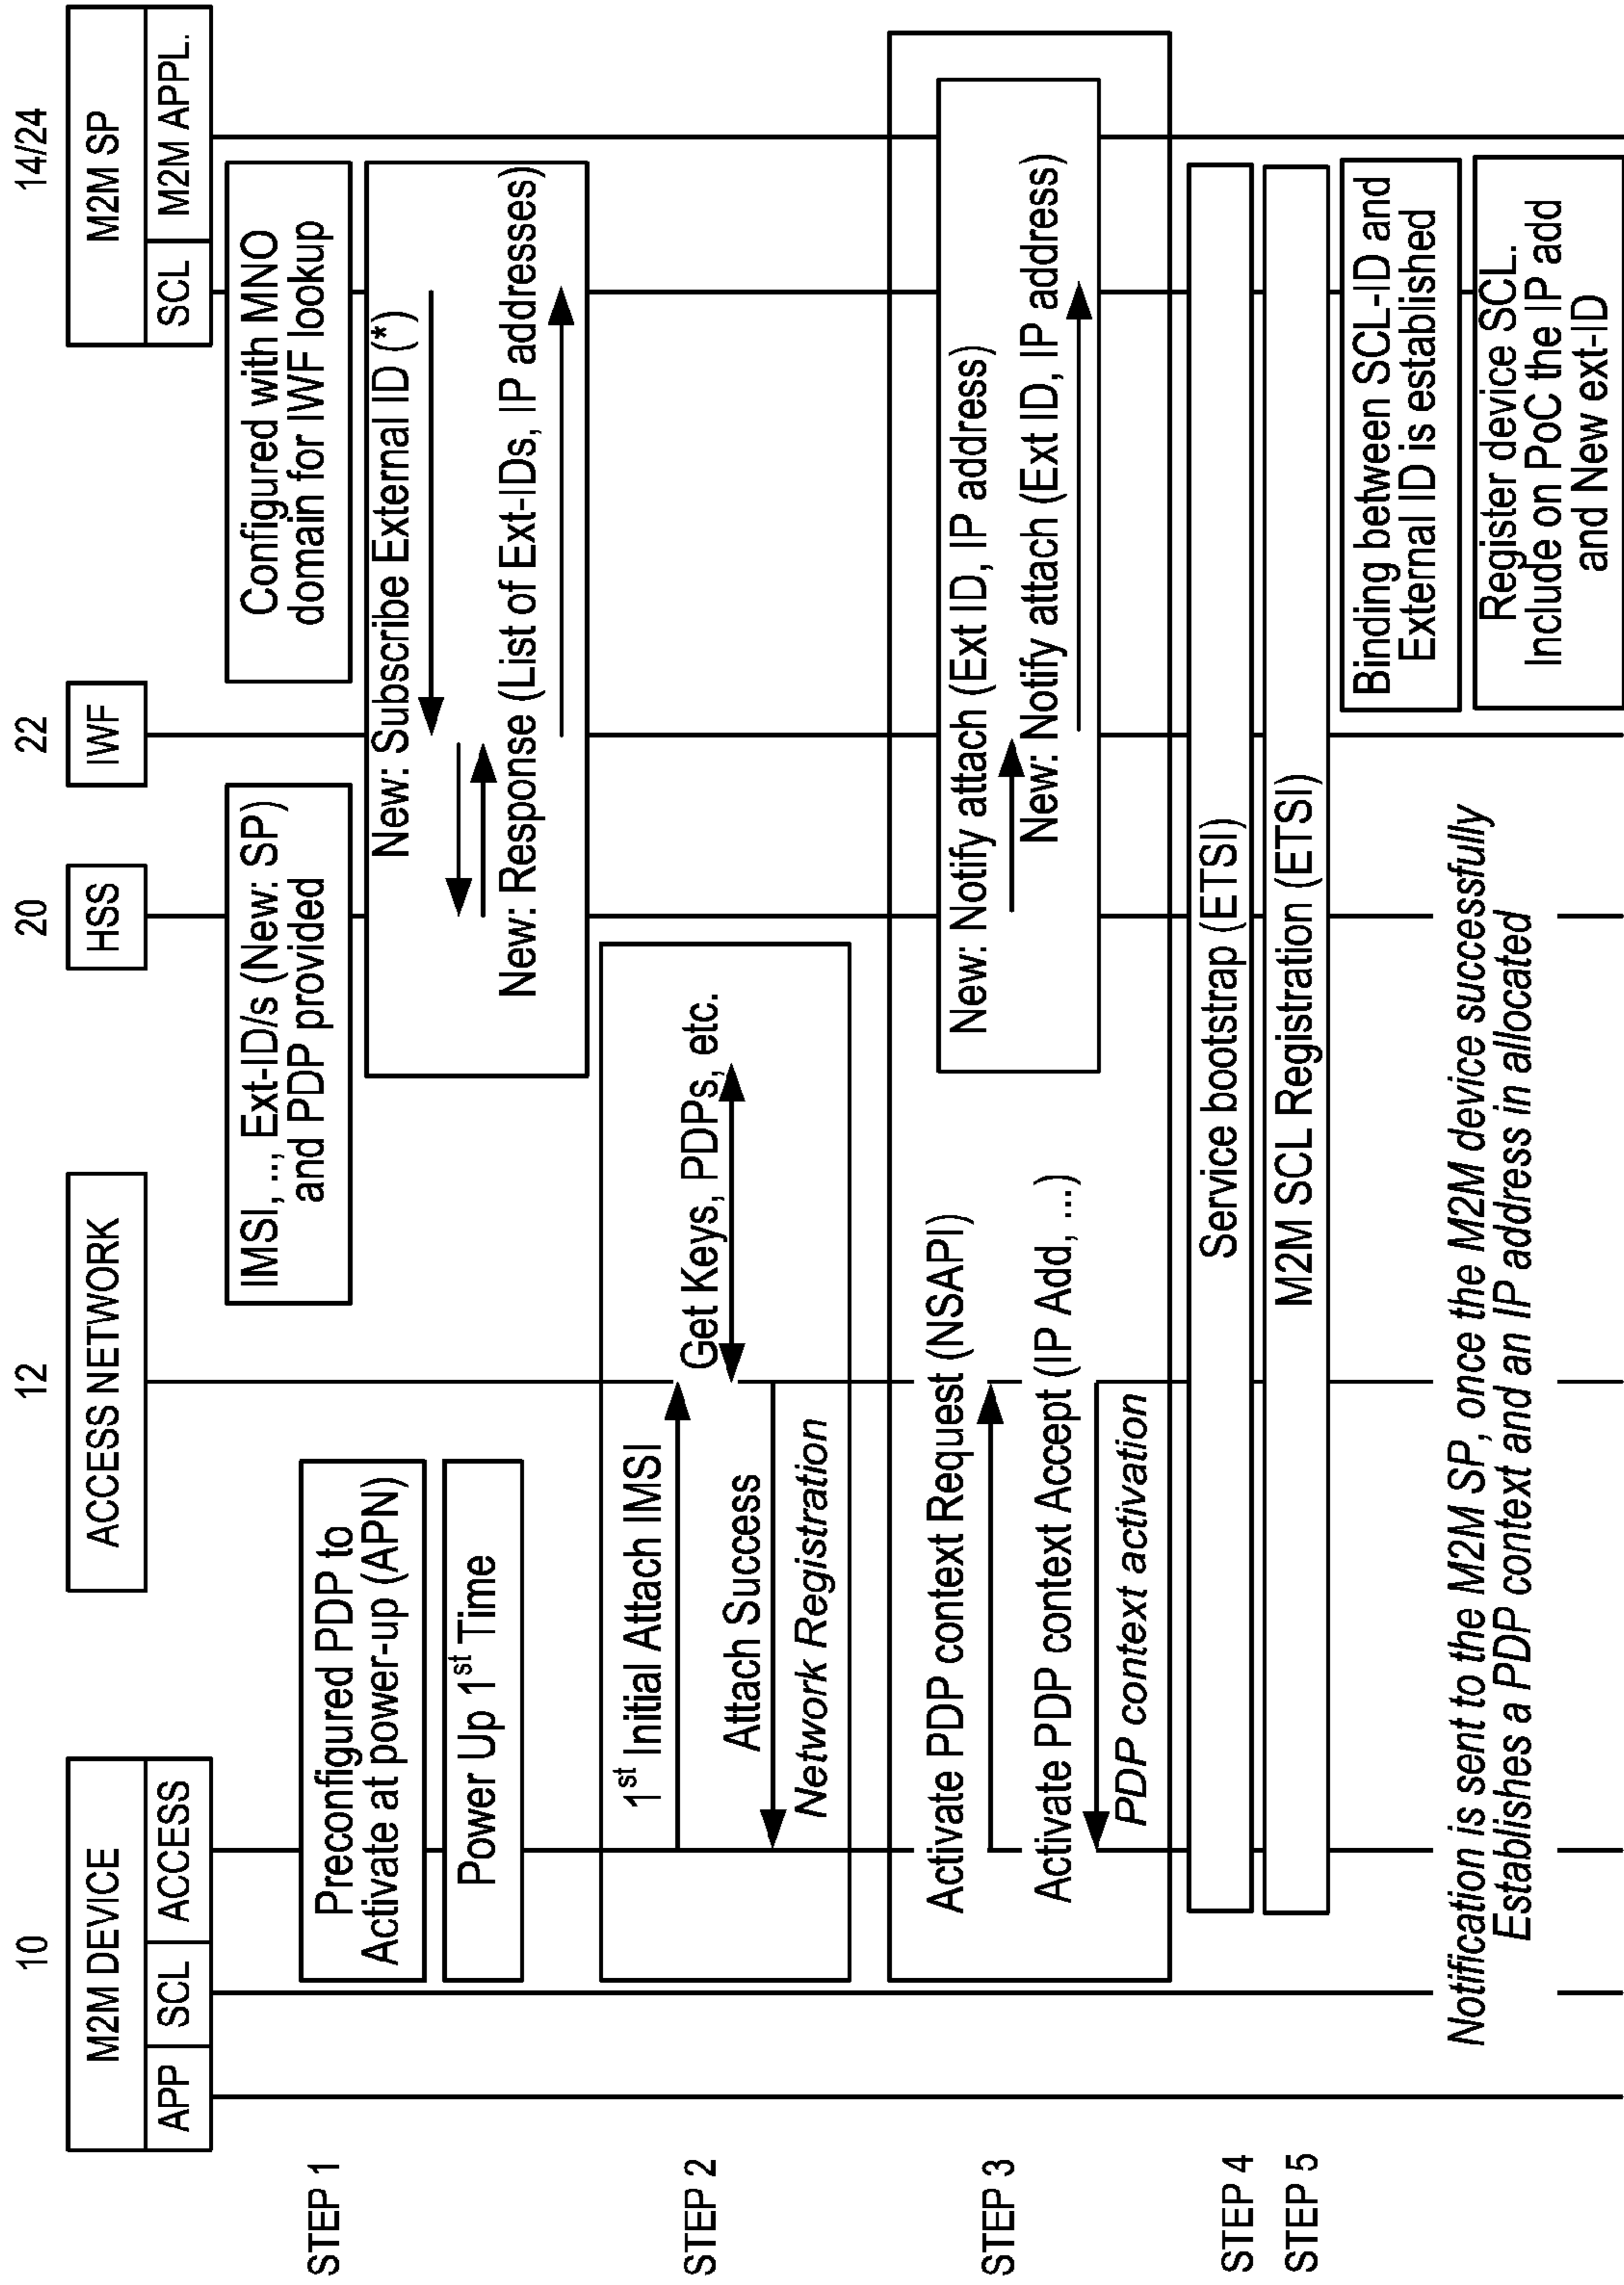 10
12
20
22
14/24
M2M DEVICE
ACCESS NETWORK
HSS
IWF
M2M SP
APP
SCL
ACCESS
SCL
M2M APPL.
STEP 1
Preconfigured PDP to
Activate at power-up (APN)
Power Up 1st Time
IMSI, ..., Ext-ID/s (New: SP)
and PDP provided
Configured with MNO
domain for IWF lookup
New: Subscribe External ID (*)
New: Response (List of Ext-IDs, IP addresses)
STEP 2
1st Initial Attach IMSI
Get Keys, PDPs, etc.
Attach Success
Network Registration
STEP 3
Activate PDP context Request (NSAPI)
New: Notify attach (Ext ID, IP address)
New: Notify attach (Ext ID, IP address)
Activate PDP context Accept (IP Add, ...)
PDP context activation
STEP 4
Service bootstrap (ETSI)
STEP 5
M2M SCL Registration (ETSI)
Binding between SCL-ID and
External ID is established
Notification is sent to the M2M SP, once the M2M device successfully
Establishes a PDP context and an IP address in allocated
Register device SCL.
Include on PoC the IP add
and New ext-ID